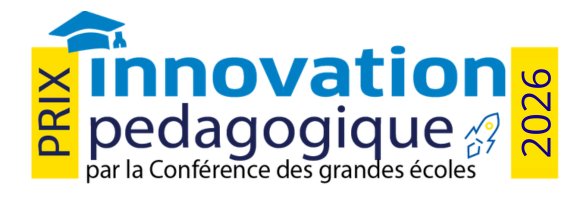 PRIX
innovation
pedagogique
par la Conférence des grandes écoles
2026